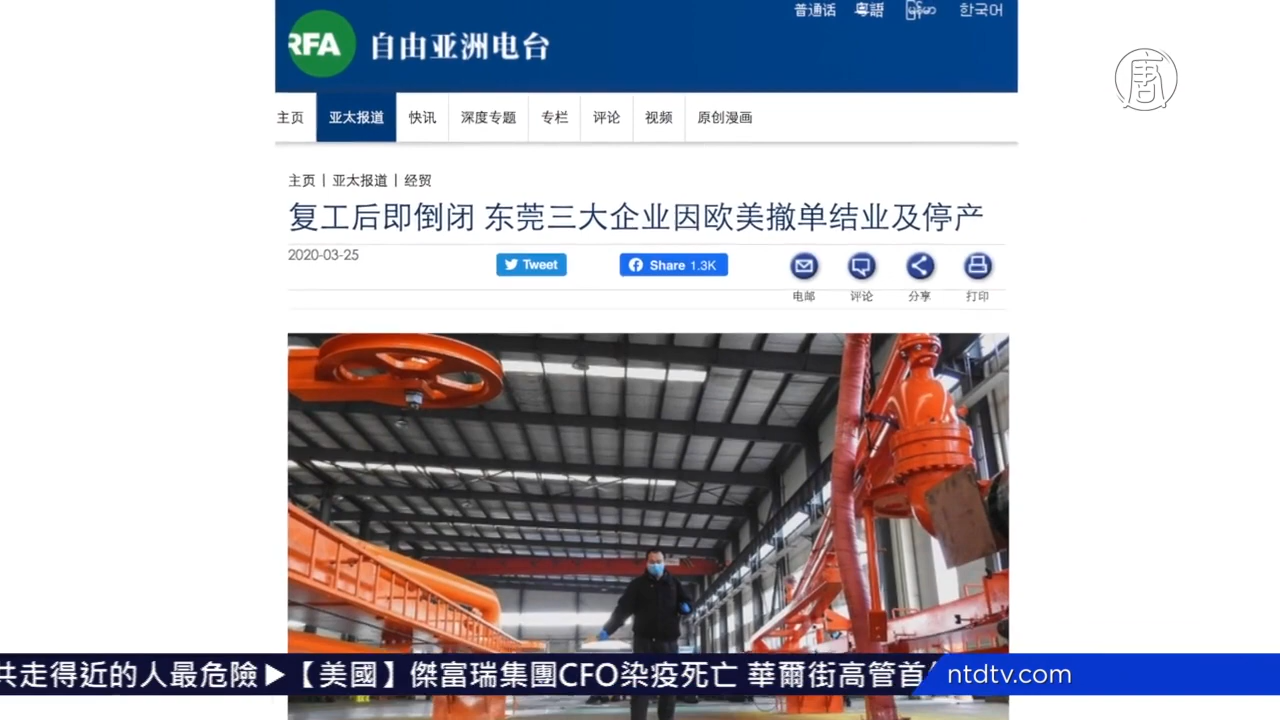 普通话 粵語 မြန်မာ 한국어
RFA 自由亚洲电台
主页 亚太报道 快讯 深度专题 专栏 评论 视频 原创漫画
主页 | 亚太报道 | 经贸
复工后即倒闭 东莞三大企业因欧美撤单结业及停产
2020-03-25
Tweet
Share 1.3K
电邮 评论 分享 打印
共走得近的人最危險▶【美國】傑富瑞集團CFO染疫死亡 華爾街高管首
ntdtv.com